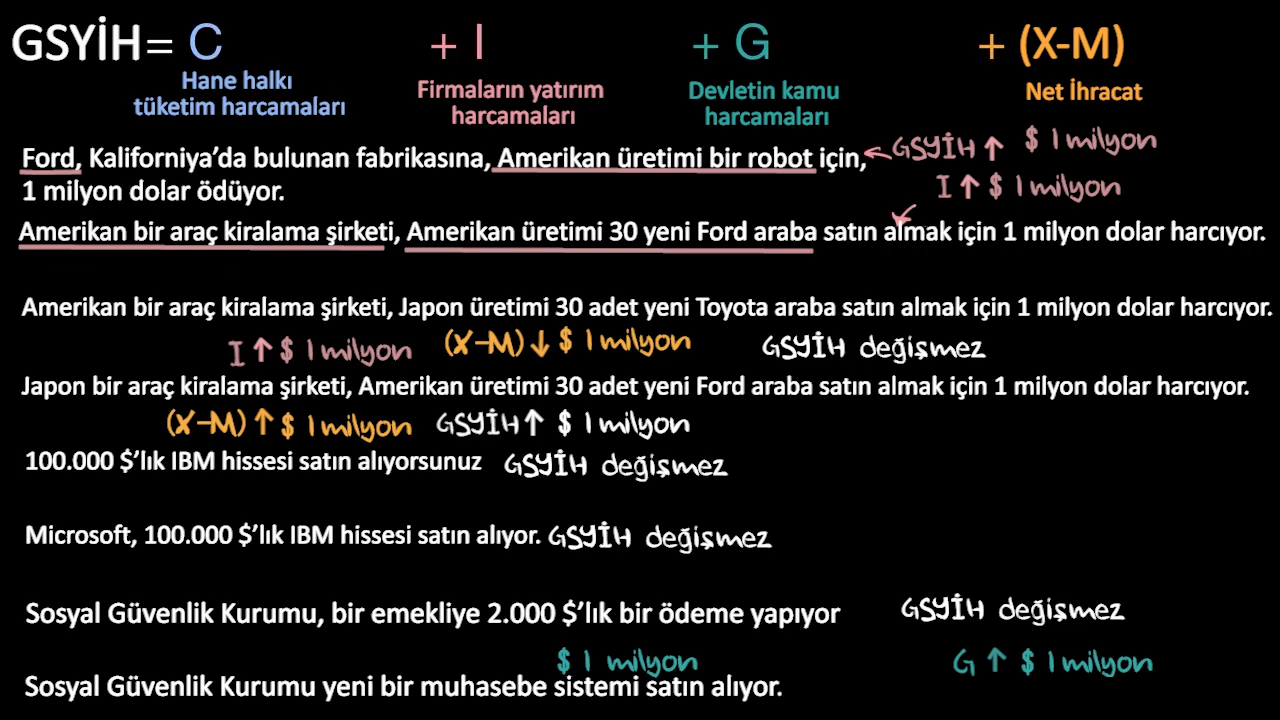 GSYİH= C + I + G + (X-M)
Hane halkı tüketim harcamaları
Firmaların yatırım harcamaları
Devletin kamu harcamaları
Net İhracat
Ford, Kaliforniya’da bulunan fabrikasına, Amerikan üretimi bir robot için, ← GSYİH ↑ $ 1 milyon
1 milyon dolar ödüyor. I ↑ $ 1 milyon
Amerikan bir araç kiralama şirketi, Amerikan üretimi 30 yeni Ford araba satın almak için 1 milyon dolar harcıyor.
Amerikan bir araç kiralama şirketi, Japon üretimi 30 adet yeni Toyota araba satın almak için 1 milyon dolar harcıyor.
I ↑ $ 1 milyon (X-M) ↓ $ 1 milyon GSYİH değişmez
Japon bir araç kiralama şirketi, Amerikan üretimi 30 adet yeni Ford araba satın almak için 1 milyon dolar harcıyor.
(X-M) ↑ $ 1 milyon GSYİH ↑ $ 1 milyon
100.000 $’lık IBM hissesi satın alıyorsunuz GSYİH değişmez
Microsoft, 100.000 $’lık IBM hissesi satın alıyor. GSYİH değişmez
Sosyal Güvenlik Kurumu, bir emekliye 2.000 $’lık bir ödeme yapıyor GSYİH değişmez
$ 1 milyon G ↑ $ 1 milyon
Sosyal Güvenlik Kurumu yeni bir muhasebe sistemi satın alıyor.